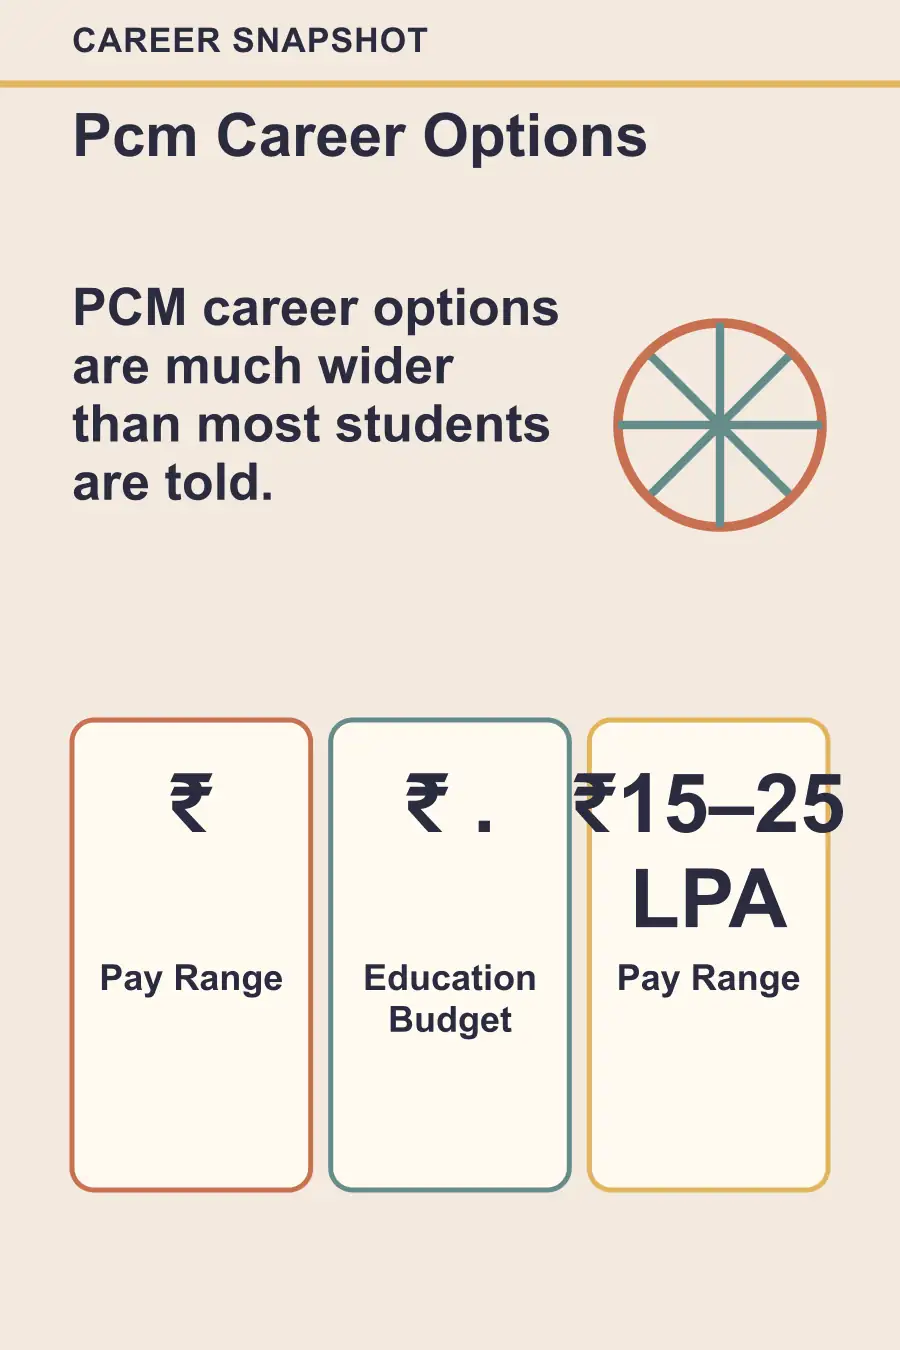 CAREER SNAPSHOT
Pcm Career Options
PCM career options
are much wider
than most students
are told.
₹
Pay Range
₹ .
Education
Budget
₹15–25
LPA
Pay Range